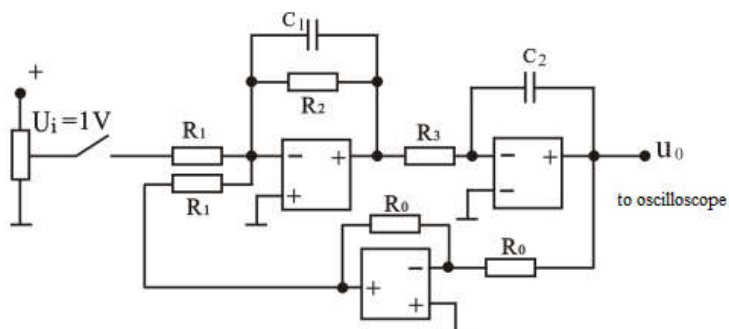 C1
C2
+
Ui =1V
R2
R1
R3
u0
- +
- +
R1
+
-
to oscilloscope
R0
R0
-
+
+